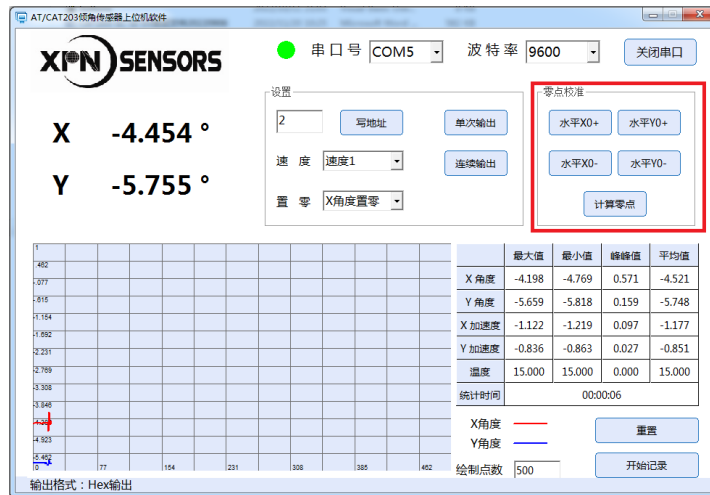 AT/CAT203倾角传感器上位机软件
XPN SENSORS
串口号 COM5 波特率 9600 关闭串口
设置
零点校准
2 写地址 单次输出 水平X0+ 水平Y0+
X -4.454 °
速 度 速度1 连续输出 水平X0- 水平Y0-
Y -5.755 °
置 零 X角度置零 计算零点
最大值 最小值 峰峰值 平均值
X 角度 -4.198 -4.769 0.571 -4.521
Y 角度 -5.659 -5.818 0.159 -5.748
X 加速度 -1.122 -1.219 0.097 -1.177
Y 加速度 -0.836 -0.863 0.027 -0.851
温度 15.000 15.000 0.000 15.000
统计时间 00:00:06
1
.462
-.077
-.615
-1.154
-1.692
-2.231
-2.769
-3.308
-3.846
-4.923
-5.462
0 77 154 231 308 385 462
X角度 重置
Y角度
绘制点数 500 开始记录
输出格式：Hex输出